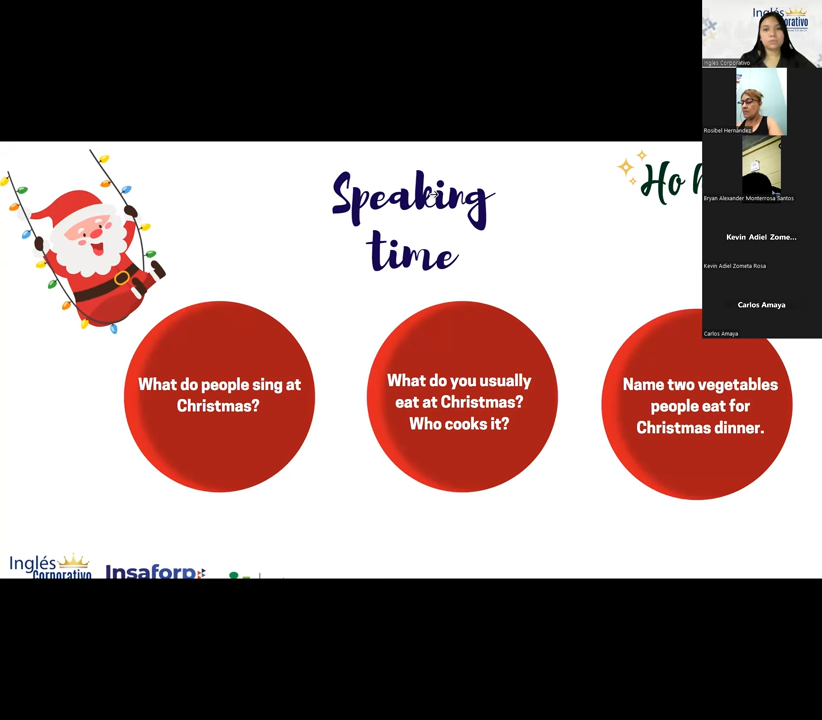 Inglés
Corporativo
Inglés Corporativo
Rosibel Hernández
Bryan Alexander Monterrosa Santos
Kevin Adiel Zome...
Kevin Adiel Zometa Rosa
Carlos Amaya
Carlos Amaya
Speaking
time
Ho h
What do people sing at
Christmas?
What do you usually
eat at Christmas?
Who cooks it?
Name two vegetables
people eat for
Christmas dinner.
Inglés
Corporativo
Insaforp